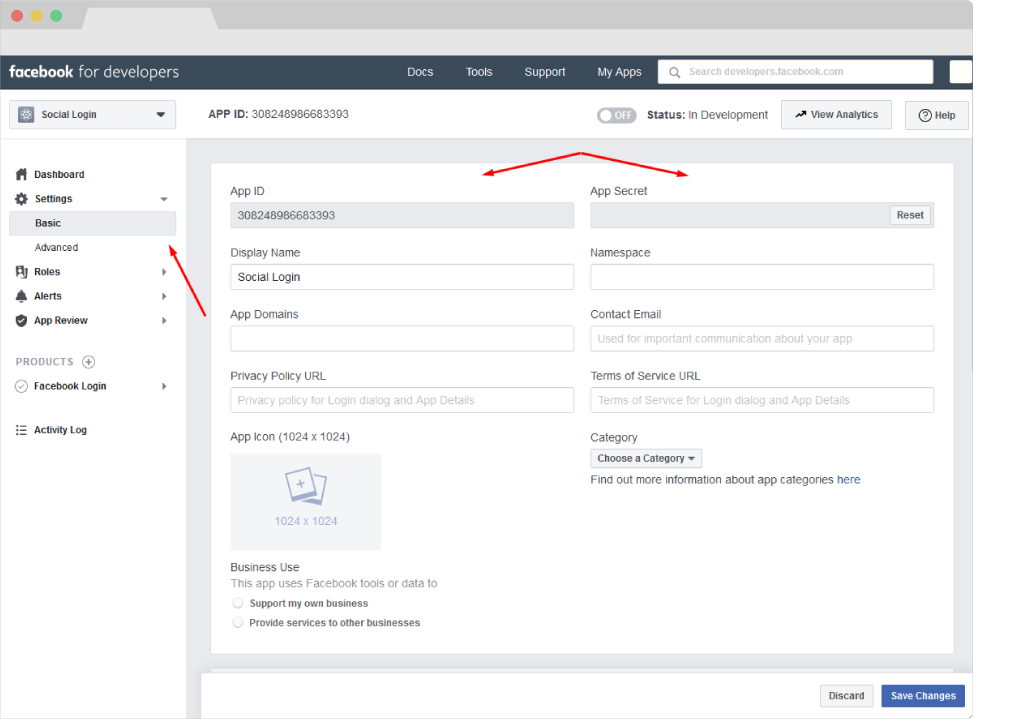 facebook for developers
Docs
Tools
Support
My Apps
Search developers.facebook.com
Social Login
APP ID: 308248986683393
OFF
Status: In Development
View Analytics
Help
Dashboard
Settings
Basic
Advanced
Roles
Alerts
App Review
PRODUCTS
Facebook Login
Activity Log
App ID
308248986683393
App Secret
Reset
Display Name
Social Login
Namespace
App Domains
Contact Email
Used for important communication about your app
Privacy Policy URL
Privacy policy for Login dialog and App Details
Terms of Service URL
Terms of Service for Login dialog and App Details
App Icon (1024 x 1024)
1024 x 1024
Category
Choose a Category
Find out more information about app categories here
Business Use
This app uses Facebook tools or data to
Support my own business
Provide services to other businesses
Discard
Save Changes